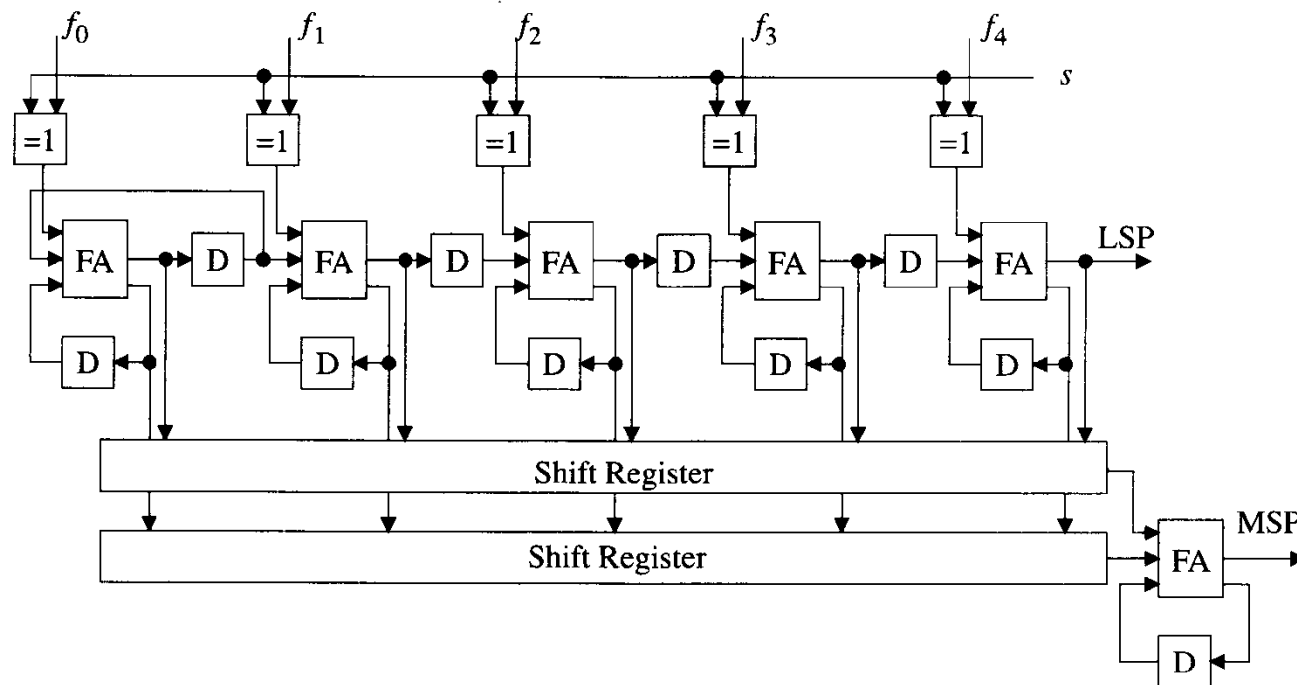 f0 f1 f2 f3 f4
s
=1 =1 =1 =1 =1
FA D FA D FA D FA D FA LSP
D D D D D
Shift Register
Shift Register
FA MSP
D